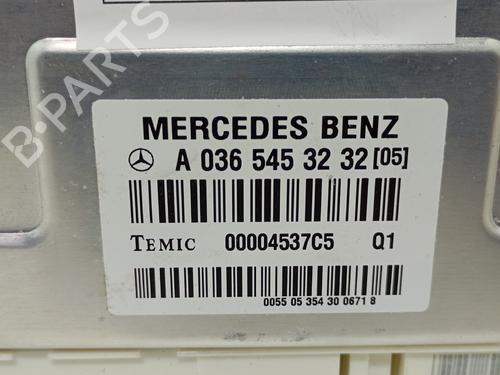 MERCEDES BENZ
A 036 545 32 32 [05]
TEMIC 00004537C5 Q1
0055 05 354 30 0671 8
B-PARTS